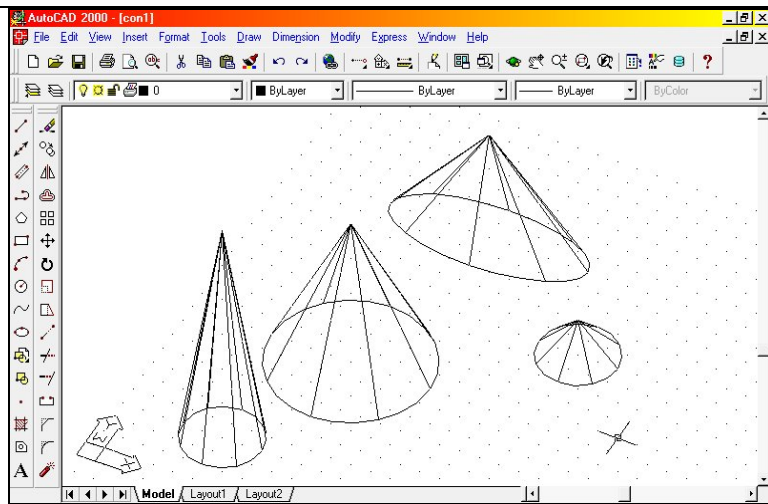 AutoCAD 2000 - [con1]
File Edit View Insert Format Tools Draw Dimension Modify Express Window Help
0 ByLayer ByLayer ByLayer ByColor
A
W Y
X
Model Layout1 Layout2